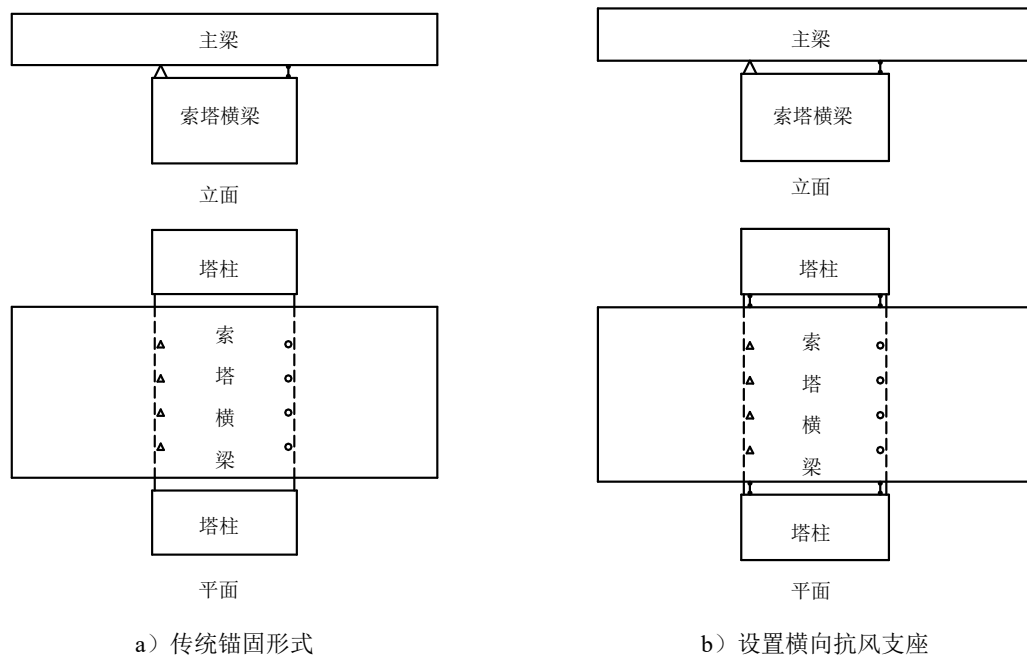 主梁
索塔横梁
立面
塔柱
索
塔
横
梁
塔柱
平面
a）传统锚固形式
主梁
索塔横梁
立面
塔柱
索
塔
横
梁
塔柱
平面
b）设置横向抗风支座